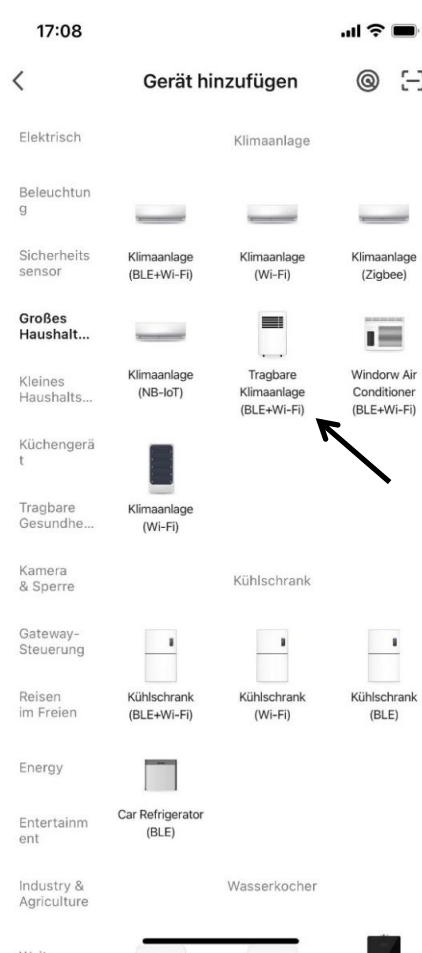 17:08
Gerät hinzufügen
Elektrisch
Beleuchtun
g
Sicherheits
sensor
Großes
Haushalt...
Kleines
Haushalts...
Küchengerä
t
Tragbare
Gesundhe...
Kamera
& Sperre
Gateway-
Steuerung
Reisen
im Freien
Energy
Entertainm
ent
Industry &
Agriculture
Klimaanlage
Klimaanlage
(BLE+Wi-Fi)
Klimaanlage
(Wi-Fi)
Klimaanlage
(Zigbee)
Klimaanlage
(NB-IoT)
Tragbare
Klimaanlage
(BLE+Wi-Fi)
Windorw Air
Conditioner
(BLE+Wi-Fi)
Klimaanlage
(Wi-Fi)
Kühlschrank
Kühlschrank
(BLE+Wi-Fi)
Kühlschrank
(Wi-Fi)
Kühlschrank
(BLE)
Car Refrigerator
(BLE)
Wasserkocher